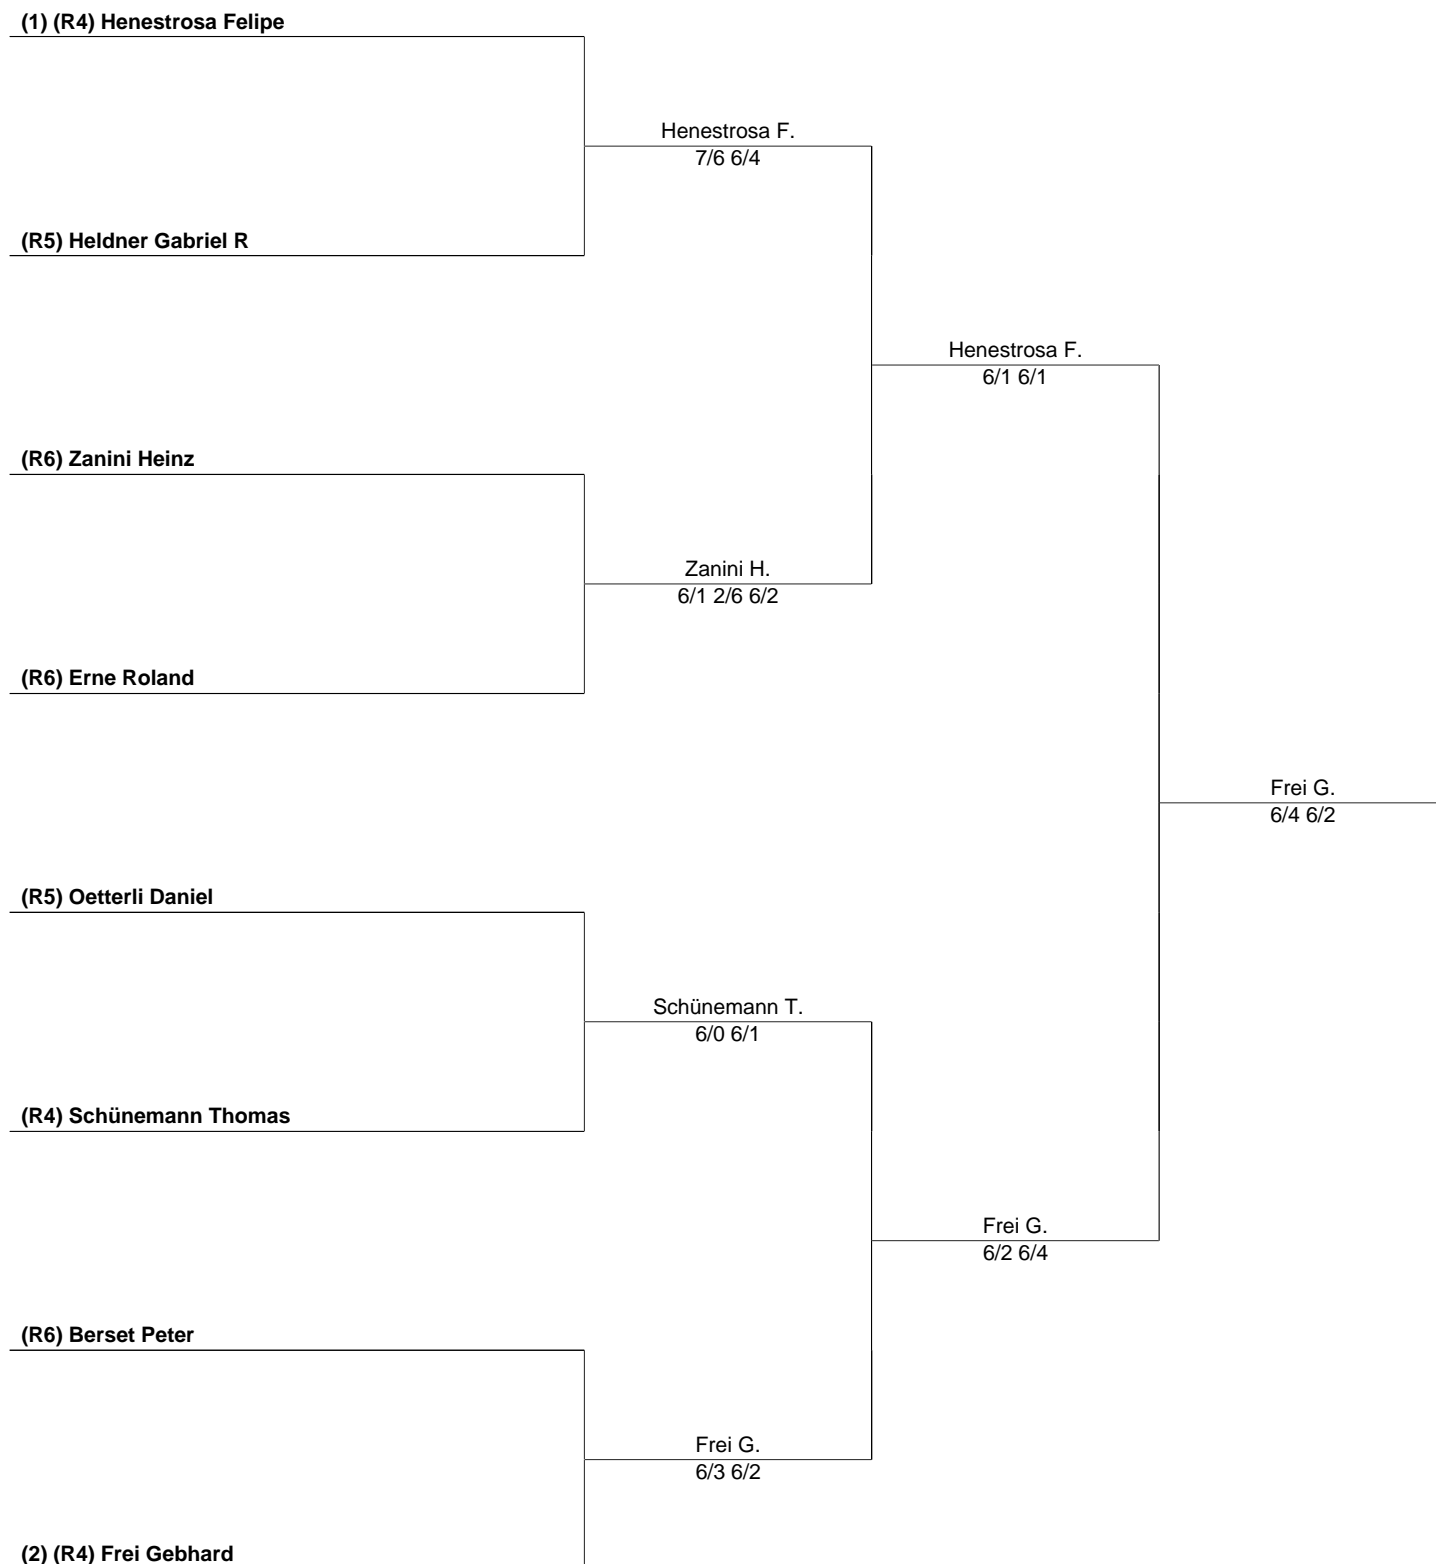 (1) (R4) Henestrosa Felipe
Henestrosa F.
7/6 6/4
(R5) Heldner Gabriel R
Henestrosa F.
6/1 6/1
(R6) Zanini Heinz
Zanini H.
6/1 2/6 6/2
(R6) Erne Roland
Frei G.
6/4 6/2
(R5) Oetterli Daniel
Schünemann T.
6/0 6/1
(R4) Schünemann Thomas
Frei G.
6/2 6/4
(R6) Berset Peter
Frei G.
6/3 6/2
(2) (R4) Frei Gebhard